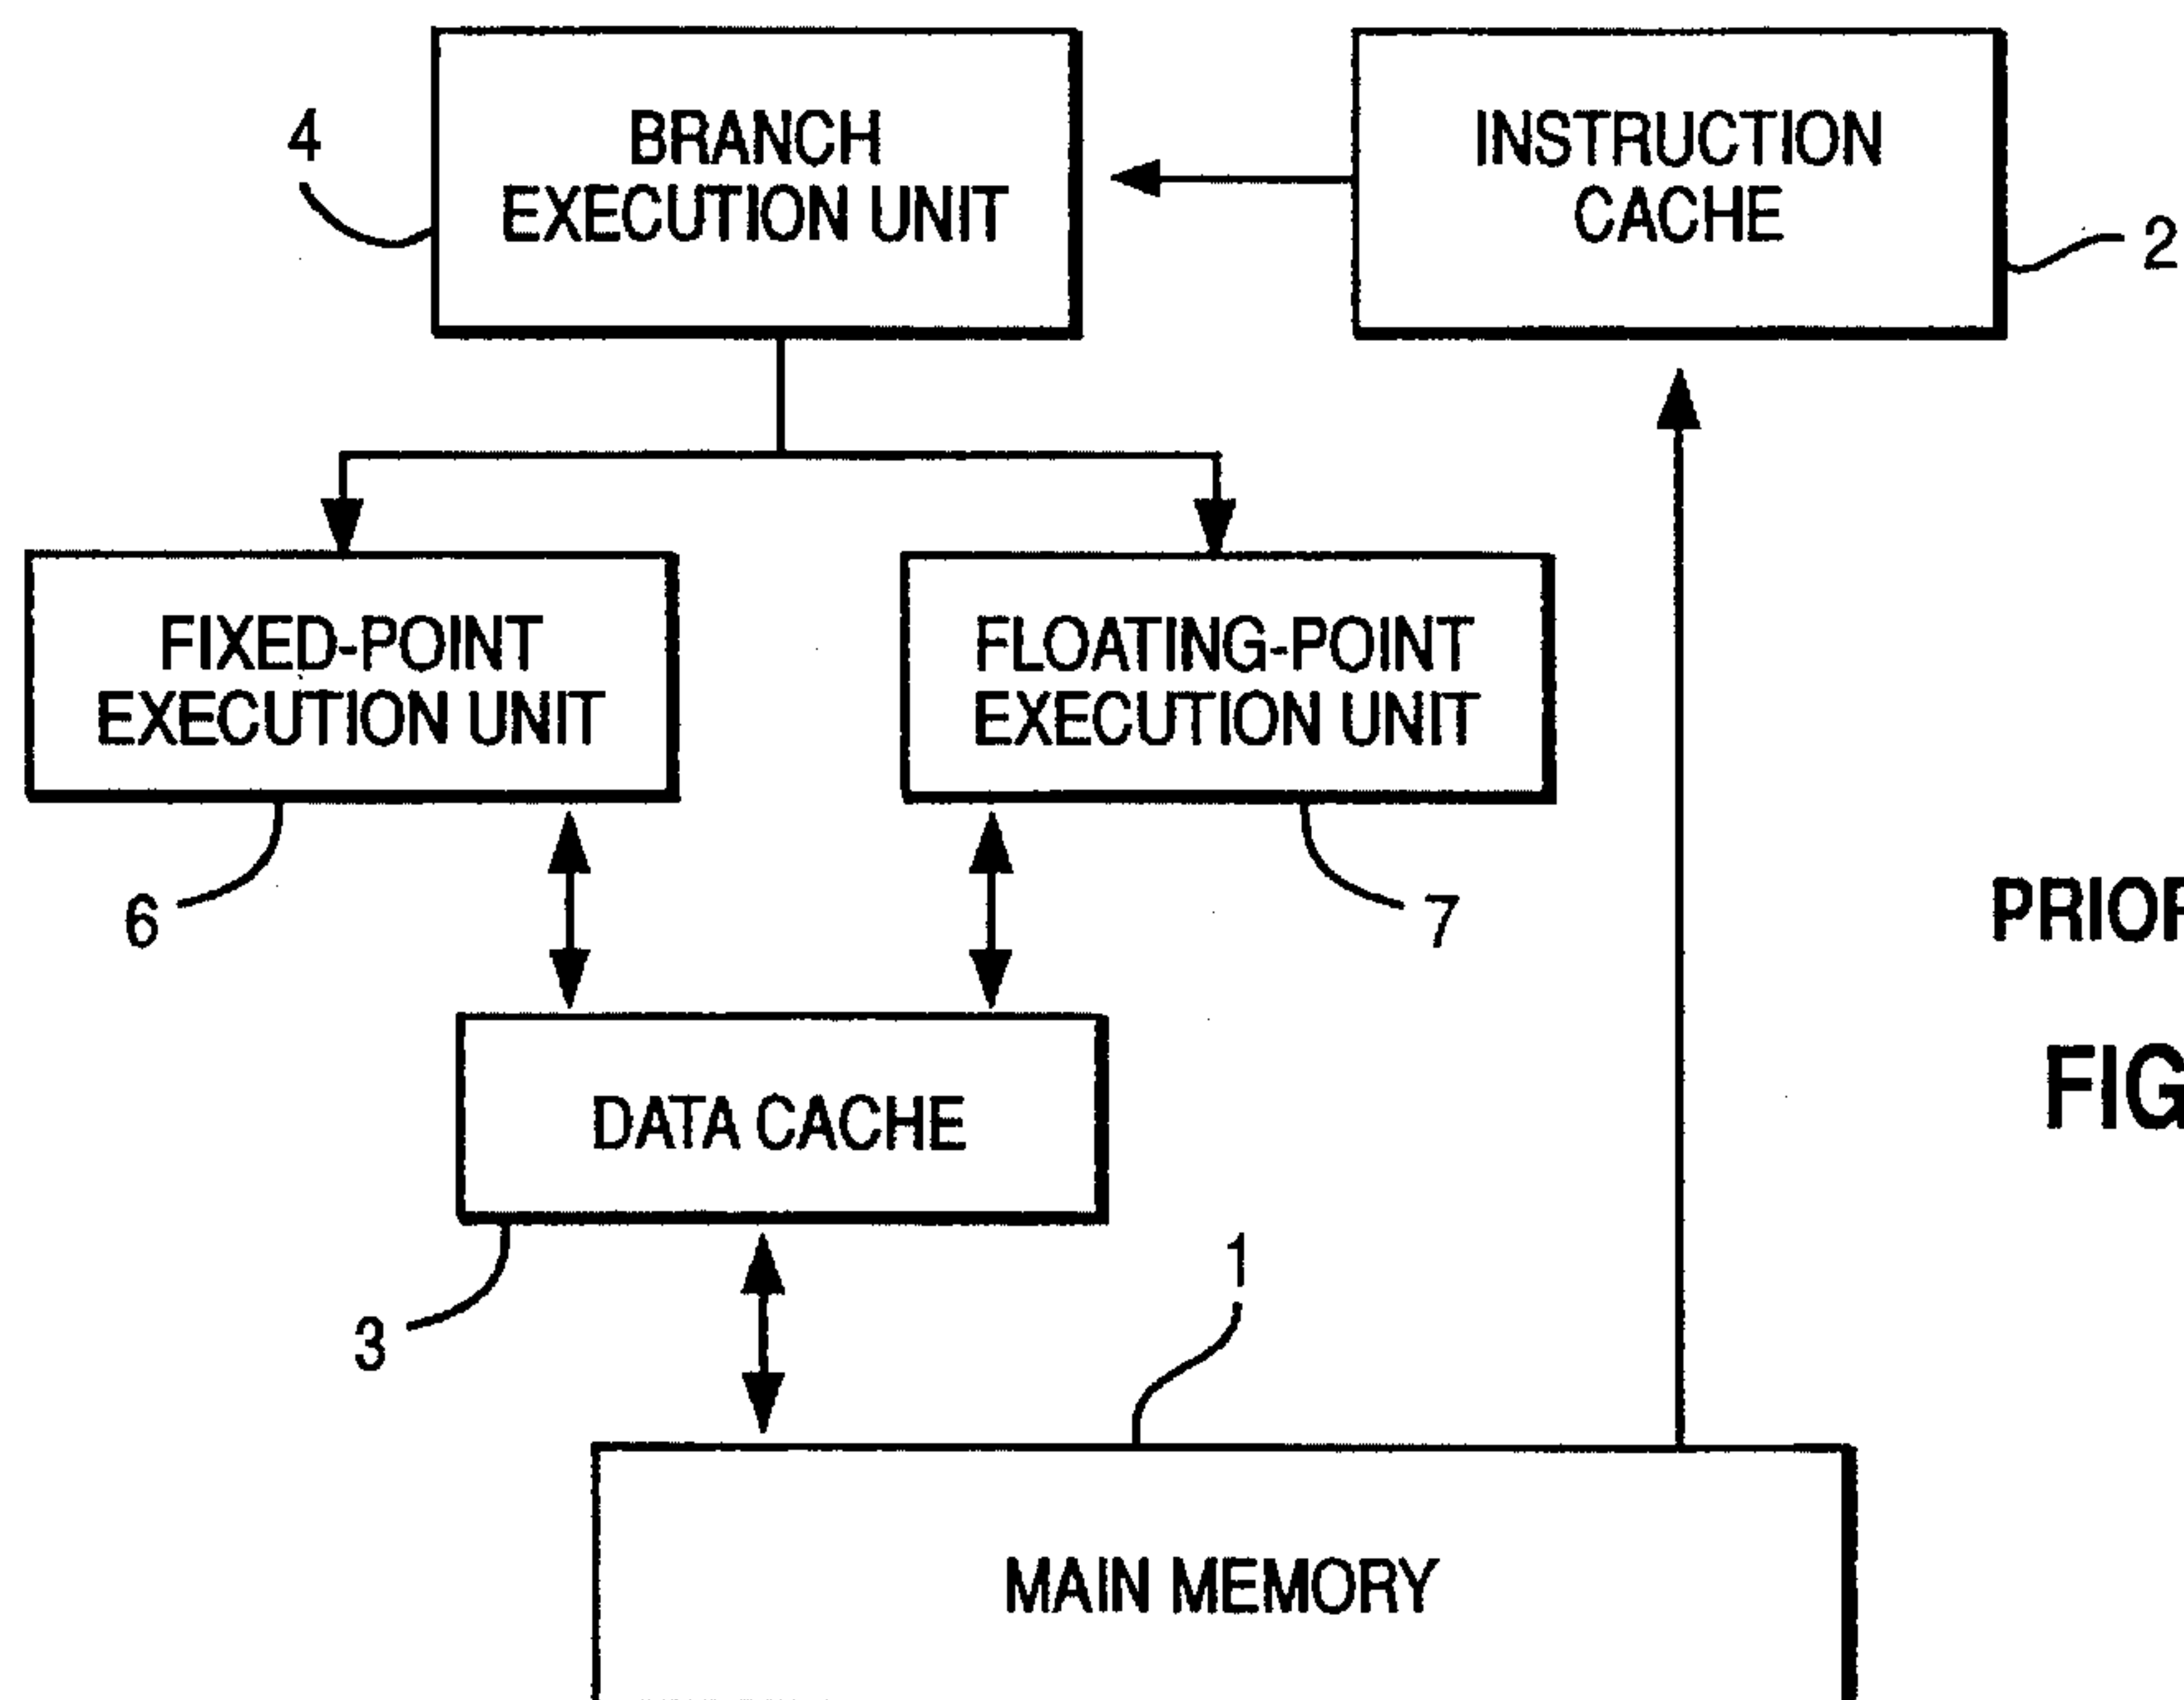 4
BRANCH
EXECUTION UNIT
INSTRUCTION
CACHE
2
FIXED-POINT
EXECUTION UNIT
FLOATING-POINT
EXECUTION UNIT
6
7
DATA CACHE
3
1
MAIN MEMORY
FIG